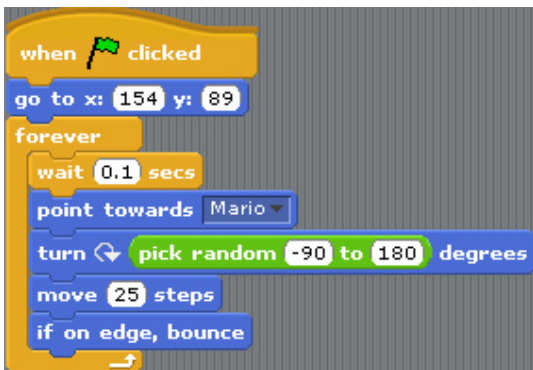 when clicked
go to x: 154 y: 89
forever
wait 0.1 secs
point towards Mario
turn pick random -90 to 180 degrees
move 25 steps
if on edge, bounce